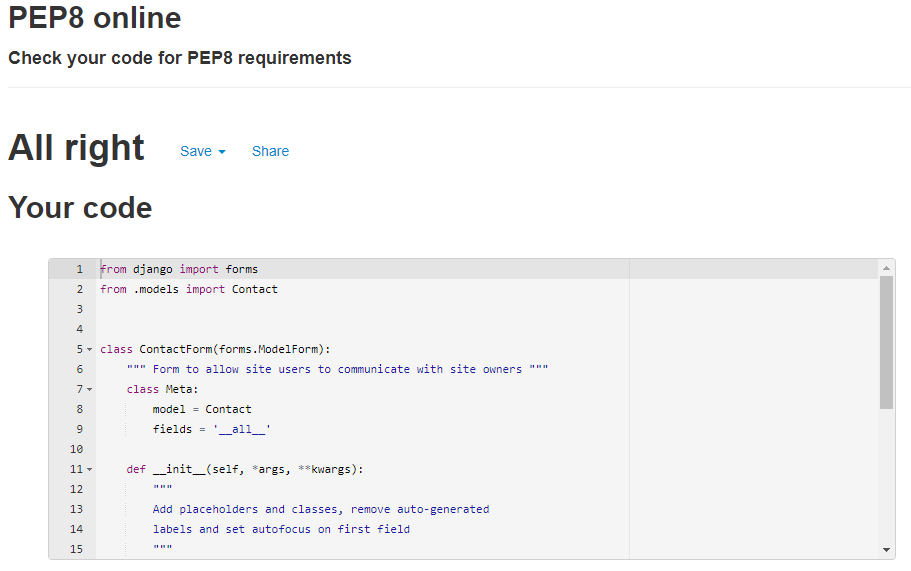 PEP8 online
Check your code for PEP8 requirements
All right Save Share
Your code
1 from django import forms
2 from .models import Contact
3
4
5 class ContactForm(forms.ModelForm):
6     """ Form to allow site users to communicate with site owners """
7     class Meta:
8         model = Contact
9         fields = '__all__'
10
11     def __init__(self, *args, **kwargs):
12         """
13         Add placeholders and classes, remove auto-generated
14         labels and set autofocus on first field
15         """